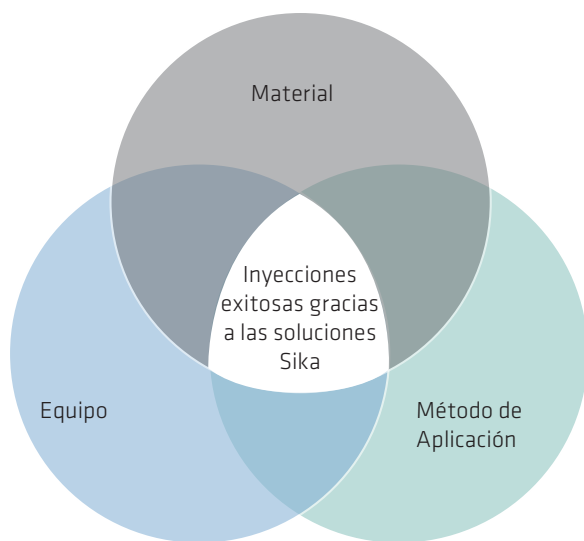 Material
Inyecciones
exitosas gracias
a las soluciones
Sika
Equipo
Método de
Aplicación